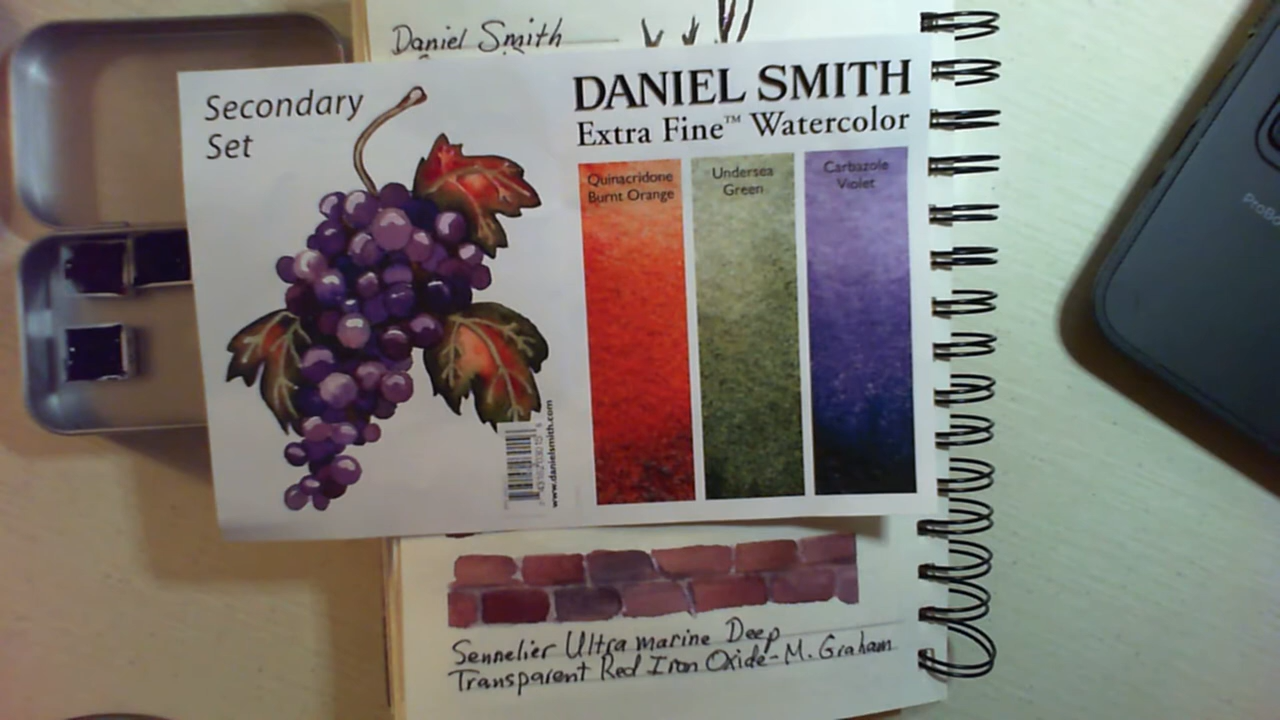 Daniel Smith
Secondary
Set
DANIEL SMITH
Extra Fine™ Watercolor
Quinacridone
Burnt Orange
Undersea
Green
Carbazole
Violet
www.danielsmith.com
Sennelier Ultramarine Deep
Transparent Red Iron Oxide-M. Graham